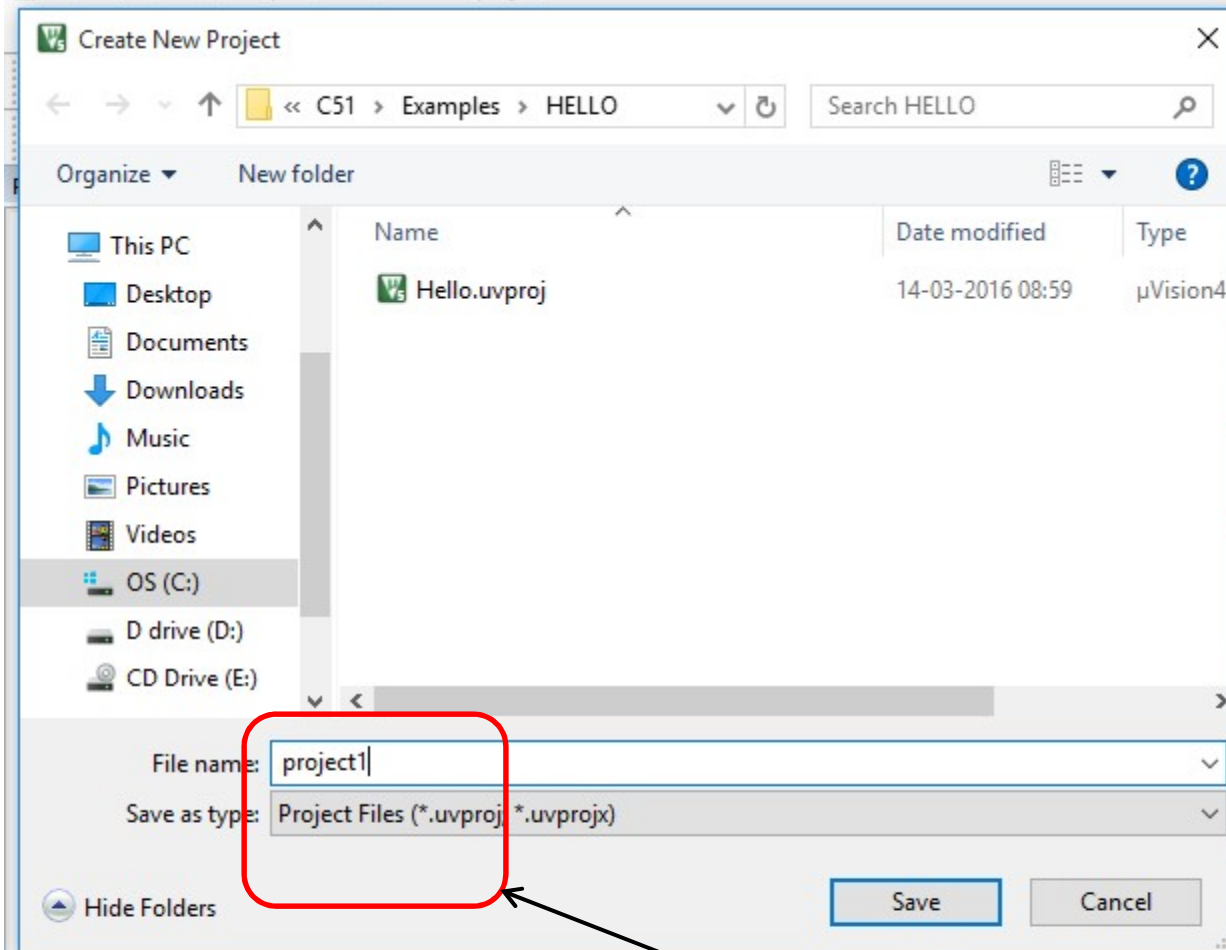 Create New Project
« C51 > Examples > HELLO
Search HELLO
Organize
New folder
Name
Date modified
Type
This PC
Desktop
Documents
Downloads
Music
Pictures
Videos
OS (C:)
D drive (D:)
CD Drive (E:)
Hello.uvproj
14-03-2016 08:59
µVision4
File name: project1
Save as type: Project Files (*.uvproj; *.uvprojx)
Hide Folders
Save
Cancel